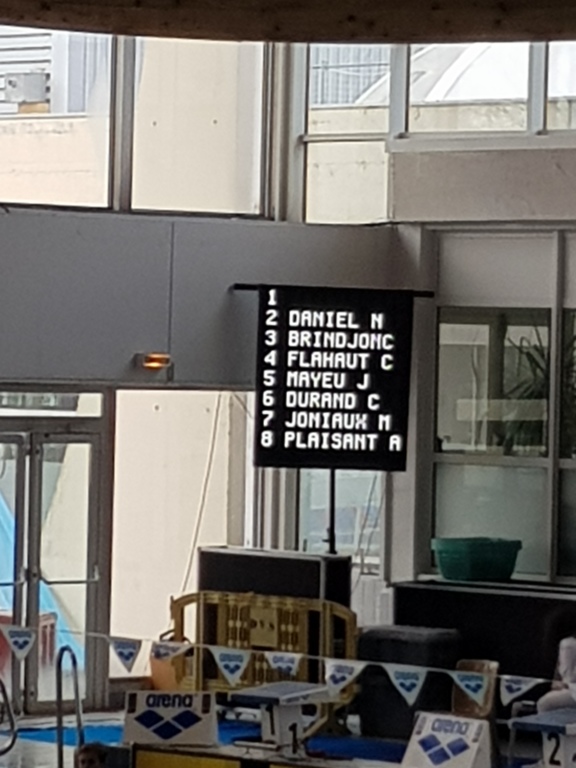 1
2 DANIEL N
3 BRINDJONC
4 FLAHAUT C
5 MAYEU J
6 DURAND C
7 JONIAUX M
8 PLAISANT A
arena
1
1
arena
2